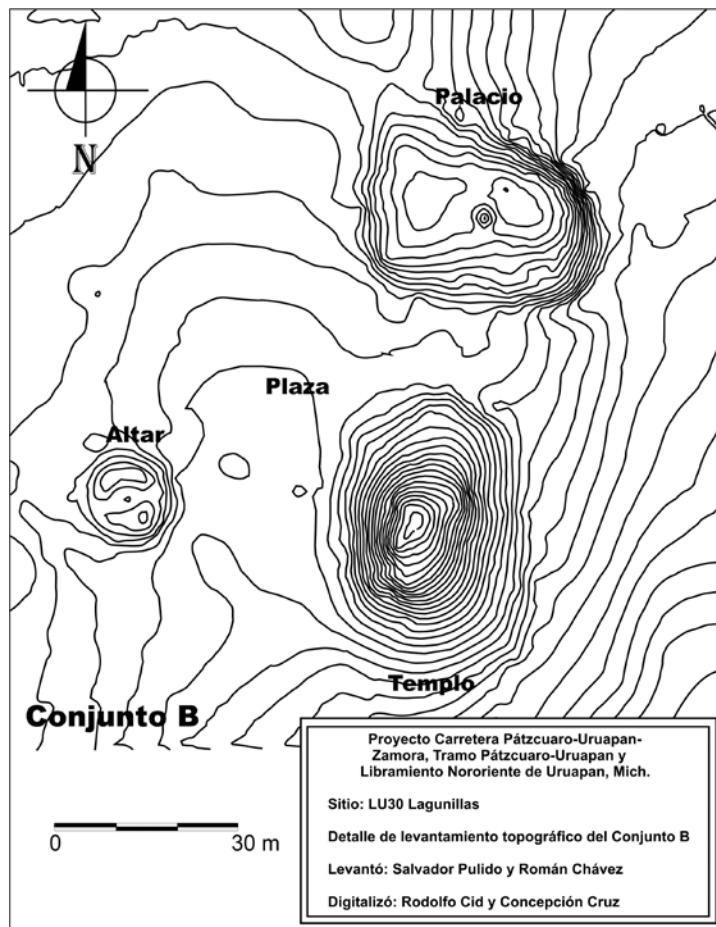 Palacio
N
Plaza
Altar
Templo
Conjunto B
Proyecto Carretera Pátzcuaro-Uruapan-
Zamora, Tramo Pátzcuaro-Uruapan y
Libramiento Nororiente de Uruapan, Mich.
Sitio: LU30 Lagunillas
Detalle de levantamiento topográfico del Conjunto B
Levantó: Salvador Pulido y Román Chávez
Digitalizó: Rodolfo Cid y Concepción Cruz
0 30 m